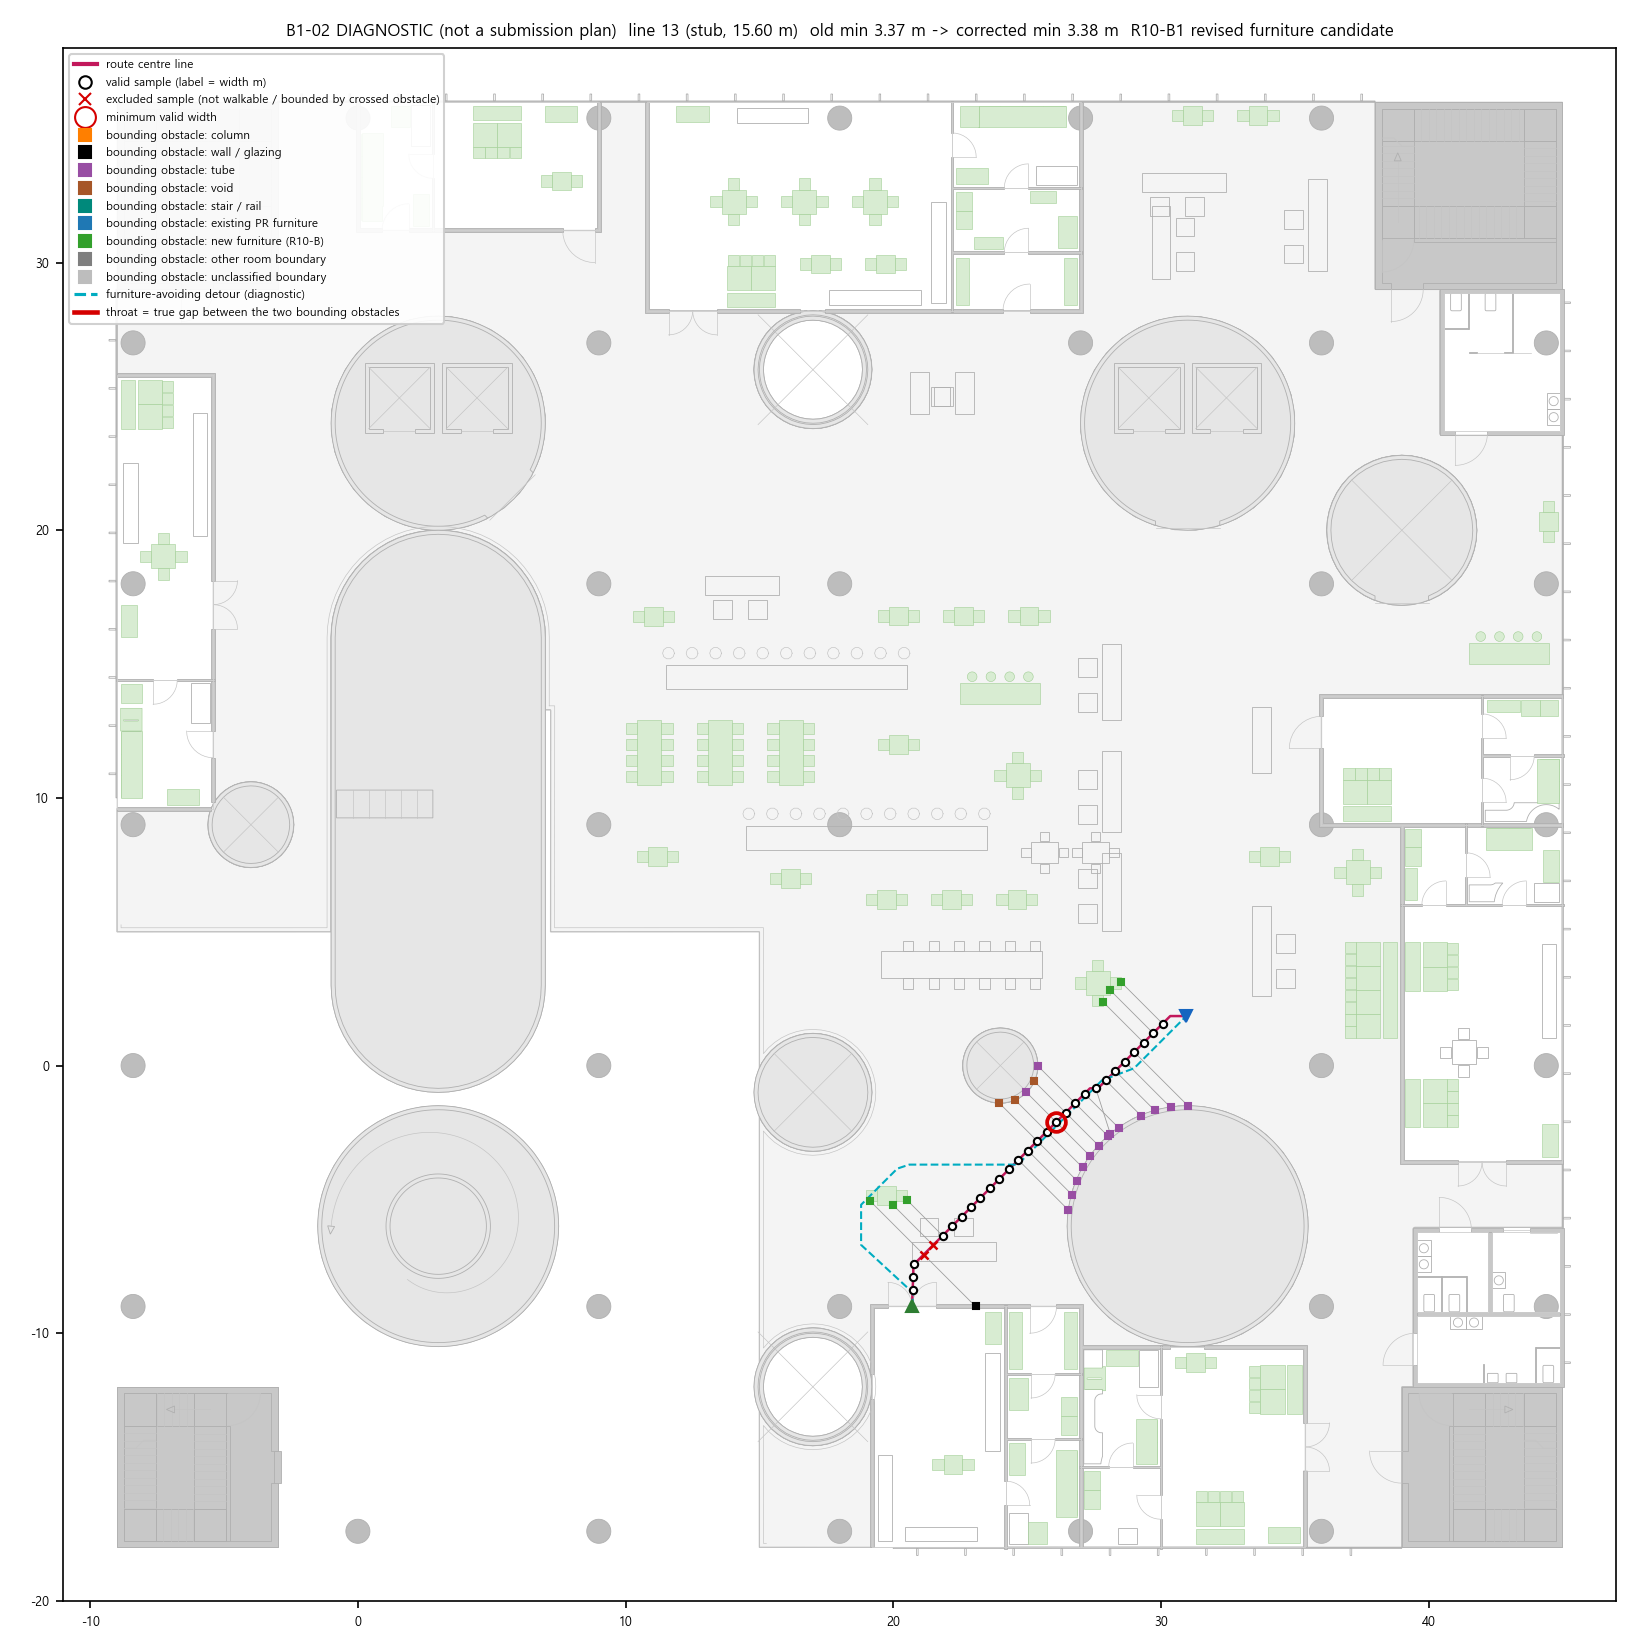 B1-02 DIAGNOSTIC (not a submission plan)  line 13 (stub, 15.60 m)  old min 3.37 m -> corrected min 3.38 m  R10-B1 revised furniture candidate
route centre line
valid sample (label = width m)
excluded sample (not walkable / bounded by crossed obstacle)
minimum valid width
bounding obstacle: column
bounding obstacle: wall / glazing
bounding obstacle: tube
bounding obstacle: void
bounding obstacle: stair / rail
bounding obstacle: existing PR furniture
bounding obstacle: new furniture (R10-B)
bounding obstacle: other room boundary
bounding obstacle: unclassified boundary
furniture-avoiding detour (diagnostic)
throat = true gap between the two bounding obstacles
30
20
10
0
-10
-20
-10 0 10 20 30 40